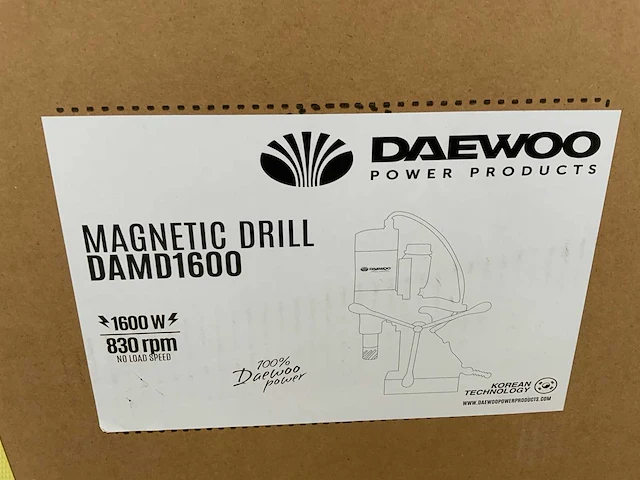 DAEWOO
POWER PRODUCTS
MAGNETIC DRILL
DAMD1600
1600 W
830 rpm
NO LOAD SPEED
DAEWOO
100%
Daewoo
power
KOREAN
TECHNOLOGY
WWW.DAEWOOPOWERPRODUCTS.COM